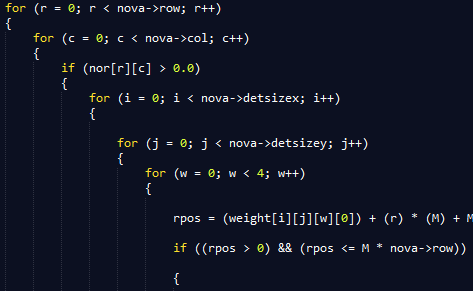 for (r = 0; r < nova->row; r++)
{
for (c = 0; c < nova->col; c++)
{
if (nor[r][c] > 0.0)
{
for (i = 0; i < nova->detsizex; i++)
{
for (j = 0; j < nova->detsizey; j++)
{
for (w = 0; w < 4; w++)
{
rpos = (weight[i][j][w][0]) + (r) * (M) + M
if ((rpos > 0) && (rpos <= M * nova->row))
{